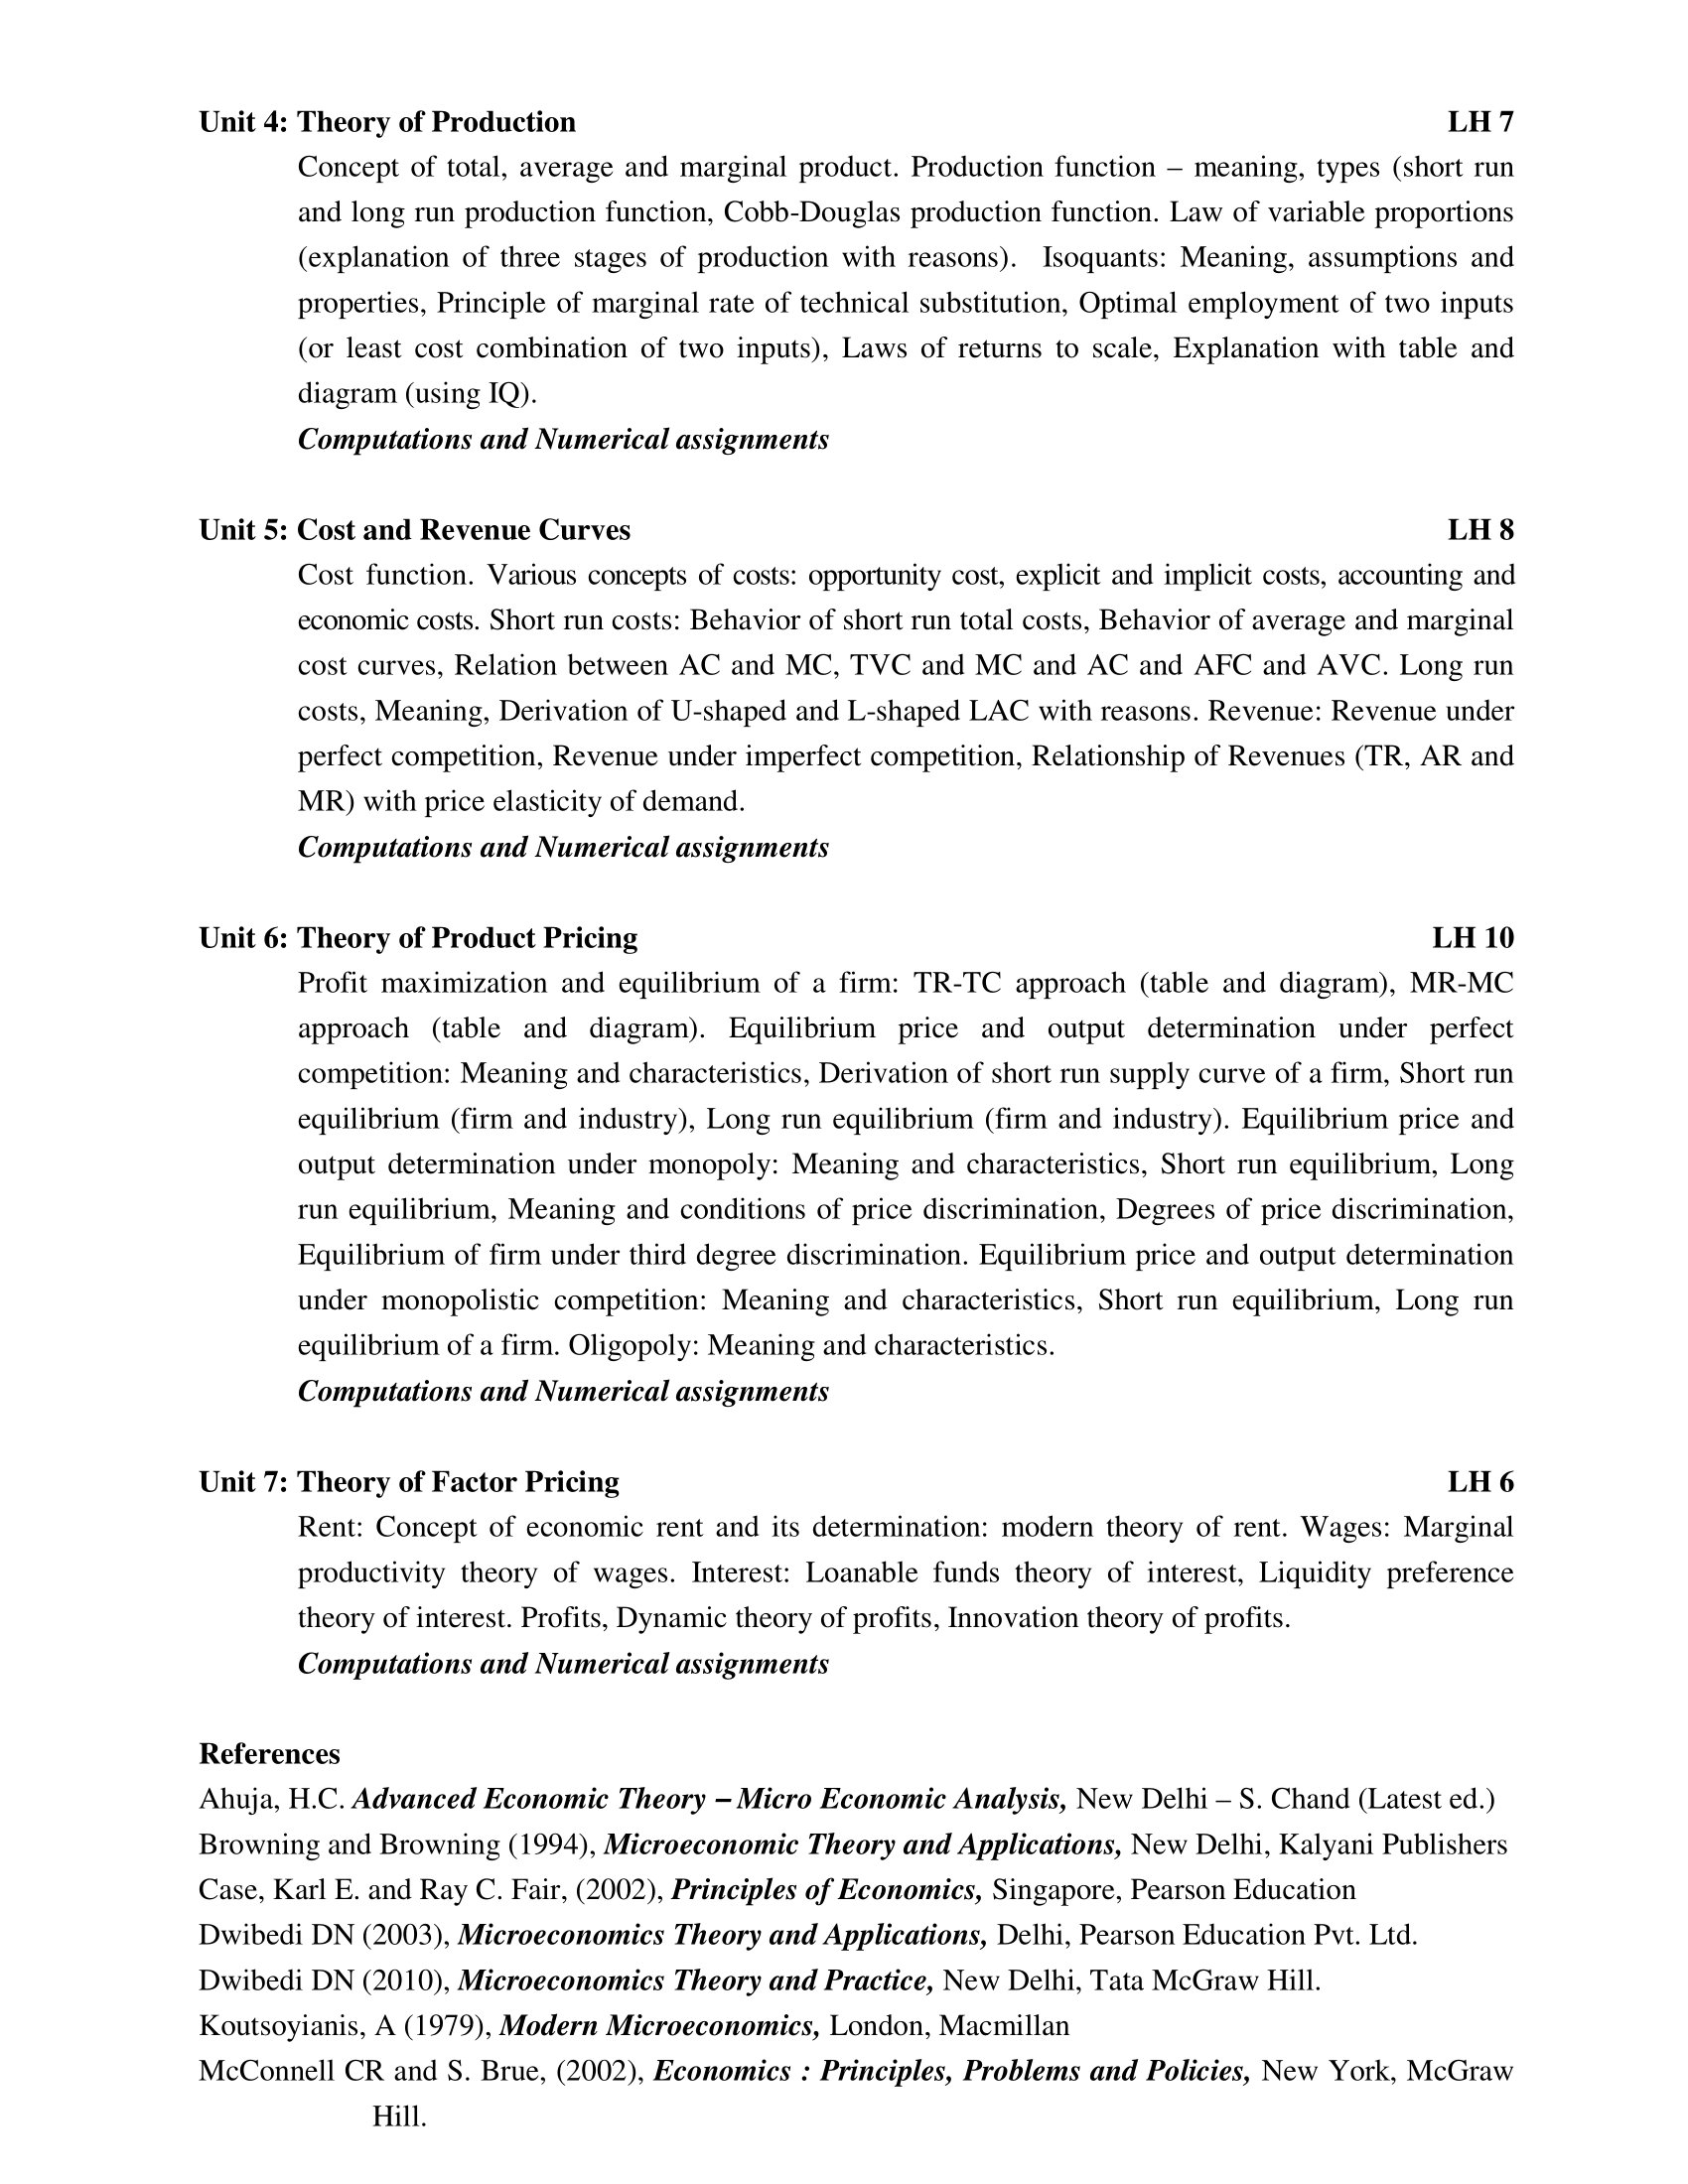 Unit 4: Theory of Production LH 7
Concept of total, average and marginal product. Production function – meaning, types (short run
and long run production function, Cobb-Douglas production function. Law of variable proportions
(explanation of three stages of production with reasons).  Isoquants: Meaning, assumptions and
properties, Principle of marginal rate of technical substitution, Optimal employment of two inputs
(or least cost combination of two inputs), Laws of returns to scale, Explanation with table and
diagram (using IQ).
Computations and Numerical assignments
Unit 5: Cost and Revenue Curves LH 8
Cost function. Various concepts of costs: opportunity cost, explicit and implicit costs, accounting and
economic costs. Short run costs: Behavior of short run total costs, Behavior of average and marginal
cost curves, Relation between AC and MC, TVC and MC and AC and AFC and AVC. Long run
costs, Meaning, Derivation of U-shaped and L-shaped LAC with reasons. Revenue: Revenue under
perfect competition, Revenue under imperfect competition, Relationship of Revenues (TR, AR and
MR) with price elasticity of demand.
Computations and Numerical assignments
Unit 6: Theory of Product Pricing LH 10
Profit maximization and equilibrium of a firm: TR-TC approach (table and diagram), MR-MC
approach (table and diagram). Equilibrium price and output determination under perfect
competition: Meaning and characteristics, Derivation of short run supply curve of a firm, Short run
equilibrium (firm and industry), Long run equilibrium (firm and industry). Equilibrium price and
output determination under monopoly: Meaning and characteristics, Short run equilibrium, Long
run equilibrium, Meaning and conditions of price discrimination, Degrees of price discrimination,
Equilibrium of firm under third degree discrimination. Equilibrium price and output determination
under monopolistic competition: Meaning and characteristics, Short run equilibrium, Long run
equilibrium of a firm. Oligopoly: Meaning and characteristics.
Computations and Numerical assignments
Unit 7: Theory of Factor Pricing LH 6
Rent: Concept of economic rent and its determination: modern theory of rent. Wages: Marginal
productivity theory of wages. Interest: Loanable funds theory of interest, Liquidity preference
theory of interest. Profits, Dynamic theory of profits, Innovation theory of profits.
Computations and Numerical assignments
References
Ahuja, H.C. Advanced Economic Theory – Micro Economic Analysis, New Delhi – S. Chand (Latest ed.)
Browning and Browning (1994), Microeconomic Theory and Applications, New Delhi, Kalyani Publishers
Case, Karl E. and Ray C. Fair, (2002), Principles of Economics, Singapore, Pearson Education
Dwibedi DN (2003), Microeconomics Theory and Applications, Delhi, Pearson Education Pvt. Ltd.
Dwibedi DN (2010), Microeconomics Theory and Practice, New Delhi, Tata McGraw Hill.
Koutsoyianis, A (1979), Modern Microeconomics, London, Macmillan
McConnell CR and S. Brue, (2002), Economics : Principles, Problems and Policies, New York, McGraw
Hill.